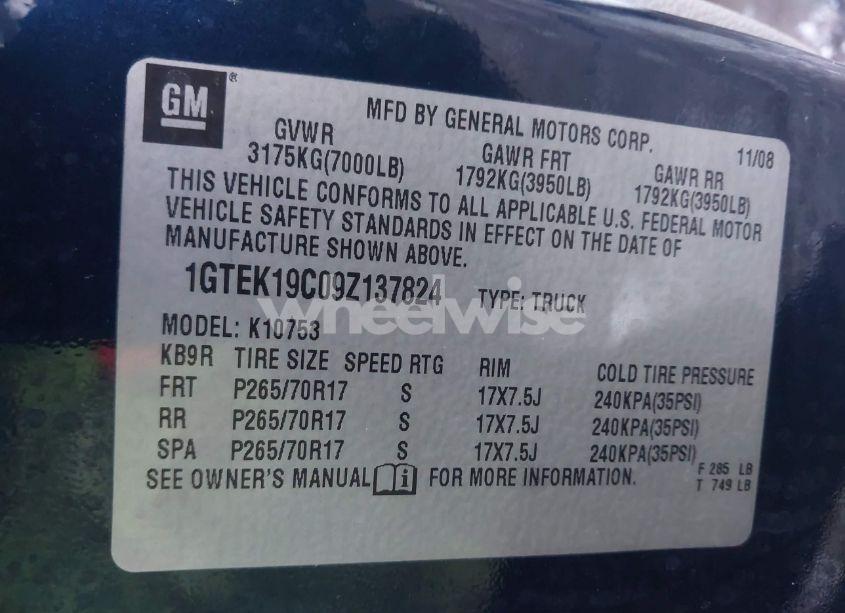 GM ®
MFD BY GENERAL MOTORS CORP. 11/08
GVWR GAWR FRT GAWR RR
3175KG(7000LB) 1792KG(3950LB) 1792KG(3950LB)
THIS VEHICLE CONFORMS TO ALL APPLICABLE U.S. FEDERAL MOTOR
VEHICLE SAFETY STANDARDS IN EFFECT ON THE DATE OF
MANUFACTURE SHOWN ABOVE.
1GTEK19C09Z137824 TYPE: TRUCK
wheelwise
MODEL: K10753
KB9R TIRE SIZE SPEED RTG RIM COLD TIRE PRESSURE
FRT P265/70R17 S 17X7.5J 240KPA(35PSI)
RR P265/70R17 S 17X7.5J 240KPA(35PSI)
SPA P265/70R17 S 17X7.5J 240KPA(35PSI)
SEE OWNER'S MANUAL i FOR MORE INFORMATION.
F 285 LB
T 749 LB